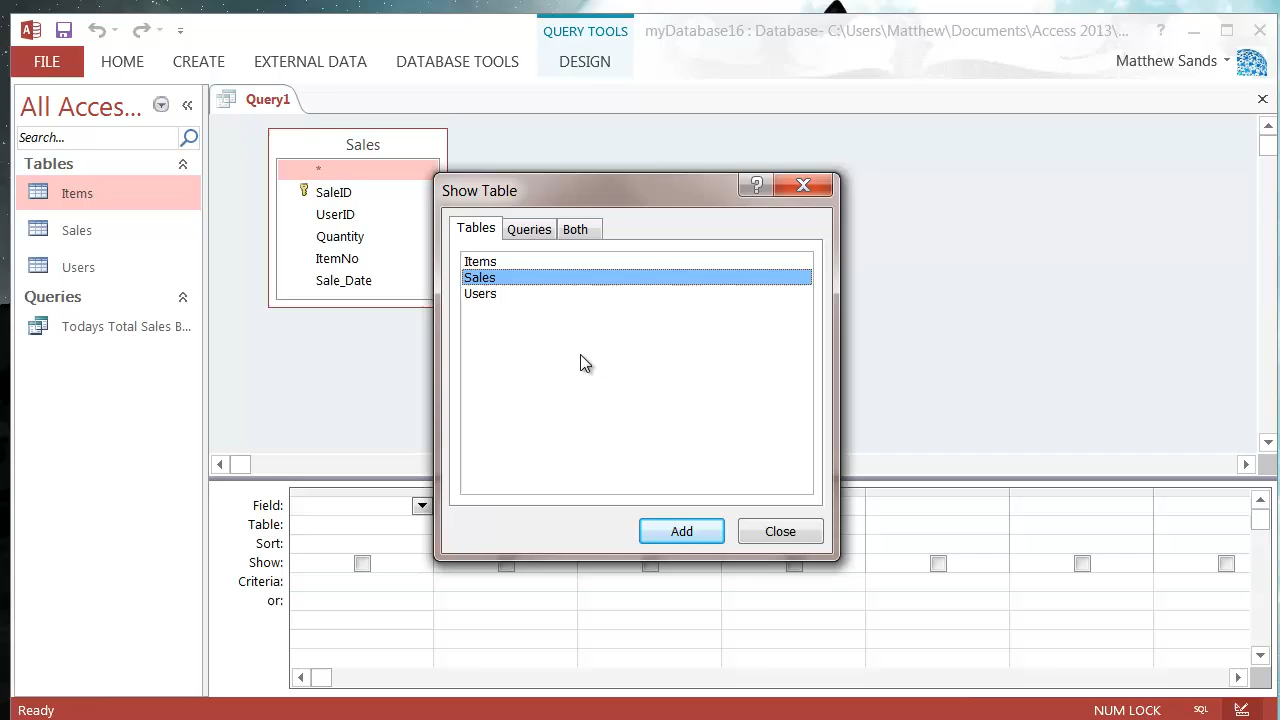 QUERY TOOLS
myDatabase16 : Database- C:\Users\Matthew\Documents\Access 2013\...
?
FILE
HOME
CREATE
EXTERNAL DATA
DATABASE TOOLS
DESIGN
Matthew Sands
All Acces...
Search...
Tables
Items
Sales
Users
Queries
Todays Total Sales B...
Query1
Sales
*
SaleID
UserID
Quantity
ItemNo
Sale_Date
Show Table
?
Tables
Queries
Both
Items
Sales
Users
Add
Close
Field:
Table:
Sort:
Show:
Criteria:
or:
Ready
NUM LOCK
SQL